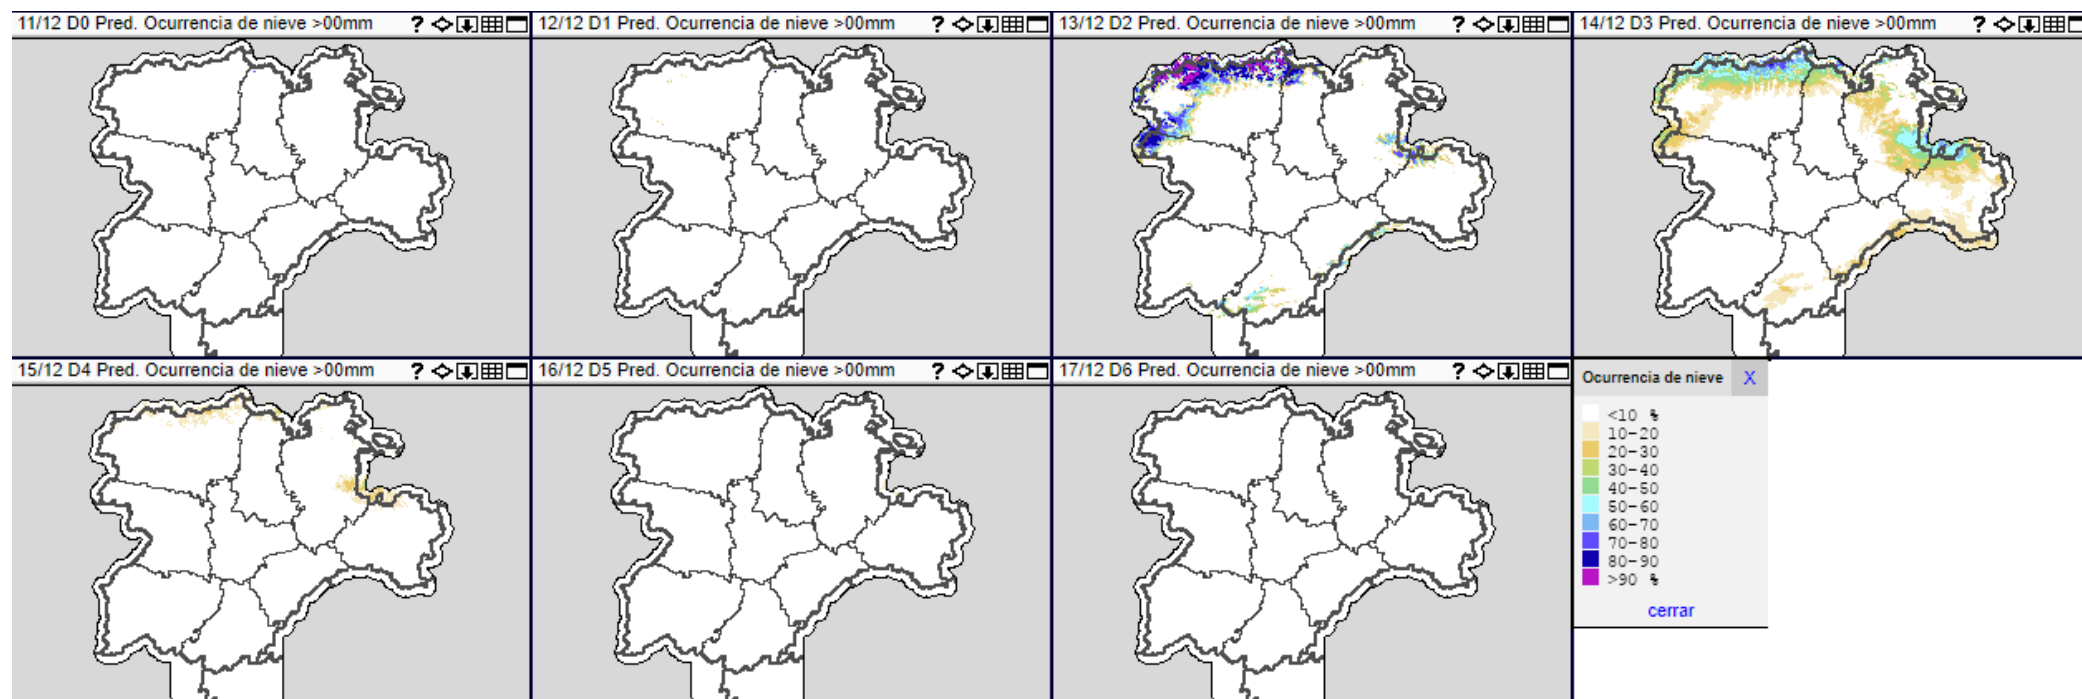 11/12 D0 Pred. Ocurrencia de nieve >00mm ?
12/12 D1 Pred. Ocurrencia de nieve >00mm ?
13/12 D2 Pred. Ocurrencia de nieve >00mm ?
14/12 D3 Pred. Ocurrencia de nieve >00mm ?
15/12 D4 Pred. Ocurrencia de nieve >00mm ?
16/12 D5 Pred. Ocurrencia de nieve >00mm ?
17/12 D6 Pred. Ocurrencia de nieve >00mm ?
Ocurrencia de nieve X
<10 %
10-20
20-30
30-40
40-50
50-60
60-70
70-80
80-90
>90 %
cerrar